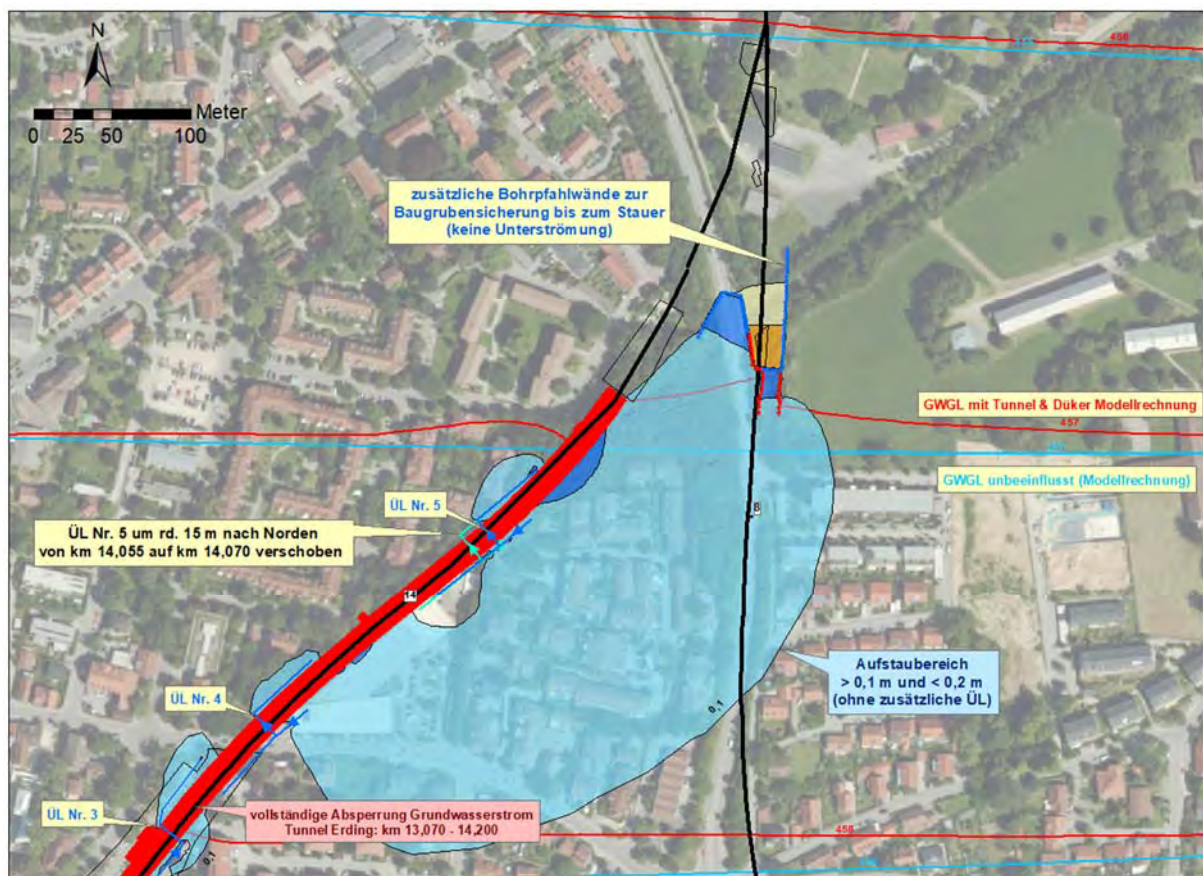 456
N
Meter
0 25 50 100
zusätzliche Bohrpfahlwände zur
Baugrubensicherung bis zum Stauer
(keine Unterströmung)
GWGL mit Tunnel & Düker Modellrechnung
457
GWGL unbeeinflusst (Modellrechnung)
ÜL Nr. 5
ÜL Nr. 5 um rd. 15 m nach Norden
von km 14,055 auf km 14,070 verschoben
8
14
Aufstaubereich
> 0,1 m und < 0,2 m
(ohne zusätzliche ÜL)
ÜL Nr. 4
0,1
ÜL Nr. 3
vollständige Absperrung Grundwasserstrom
Tunnel Erding: km 13,070 - 14,200
458
0,1